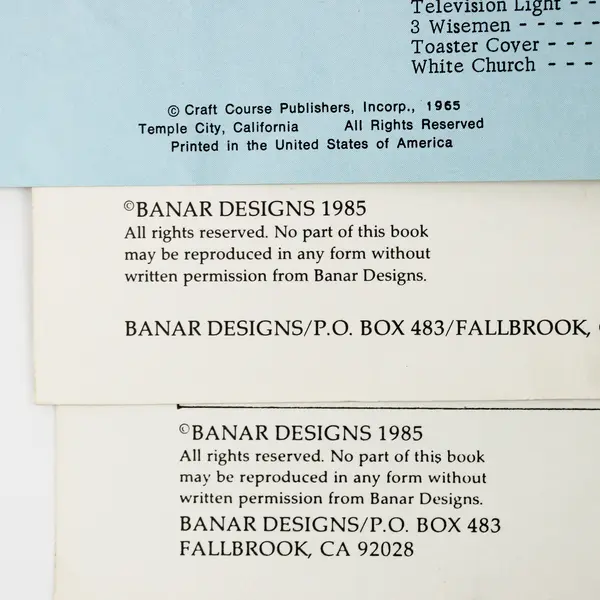 Television Light - -
3 Wisemen - - - - -
Toaster Cover - - -
White Church - - -
© Craft Course Publishers, Incorp., 1965
Temple City, California All Rights Reserved
Printed in the United States of America
©BANAR DESIGNS 1985
All rights reserved. No part of this book
may be reproduced in any form without
written permission from Banar Designs.
BANAR DESIGNS/P.O. BOX 483/FALLBROOK,
©BANAR DESIGNS 1985
All rights reserved. No part of this book
may be reproduced in any form without
written permission from Banar Designs.
BANAR DESIGNS/P.O. BOX 483
FALLBROOK, CA 92028